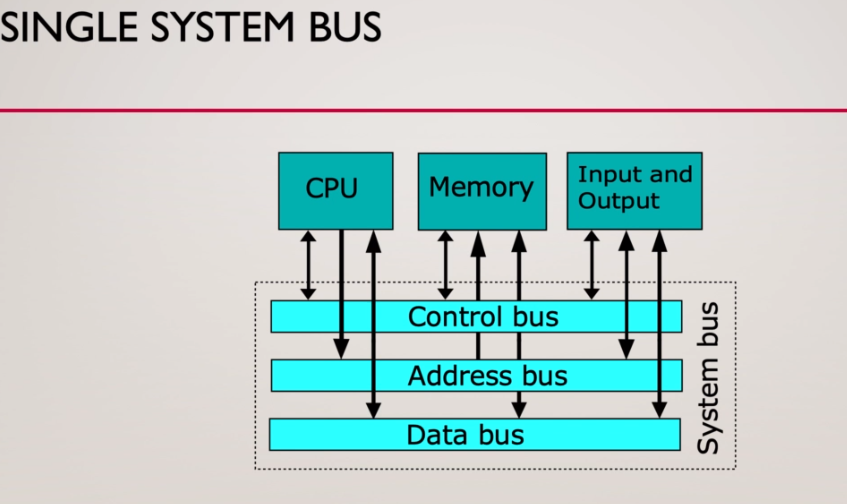 SINGLE SYSTEM BUS
CPU
Memory
Input and
Output
Control bus
Address bus
Data bus
System bus